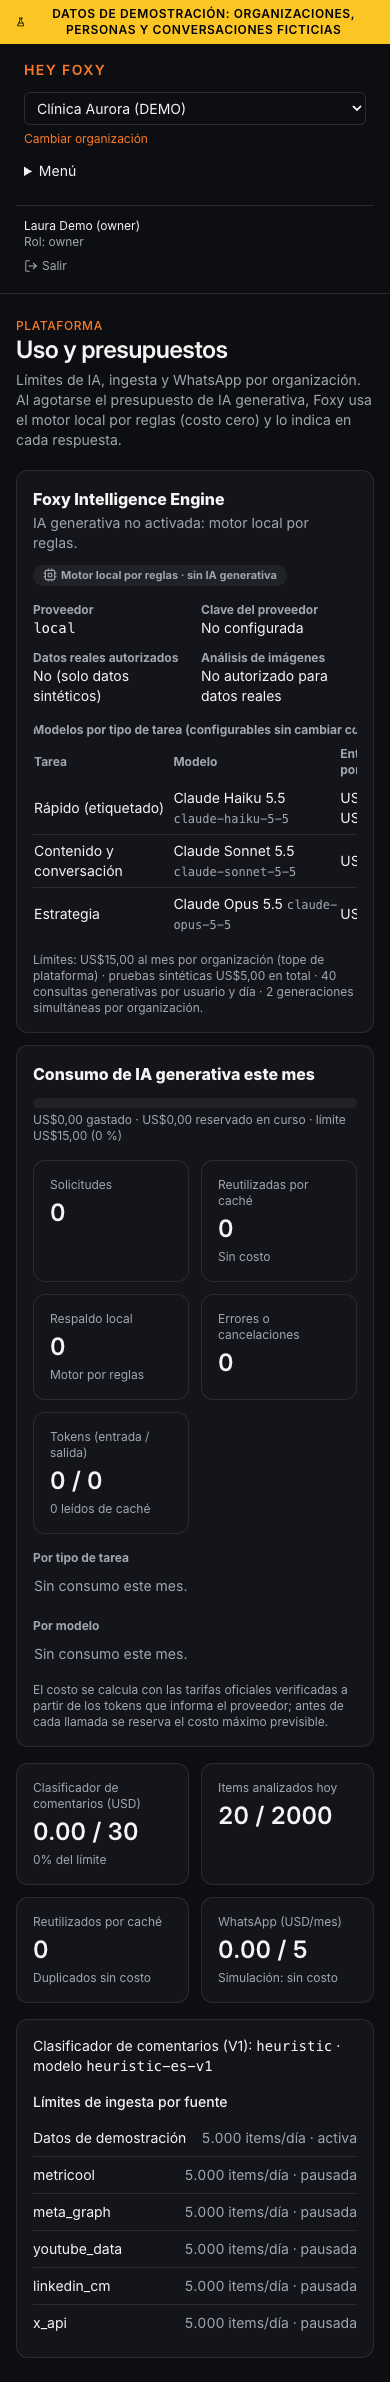 DATOS DE DEMOSTRACIÓN: ORGANIZACIONES,
PERSONAS Y CONVERSACIONES FICTICIAS
HEY FOXY
Clínica Aurora (DEMO)
Cambiar organización
Menú
Laura Demo (owner)
Rol: owner
Salir
PLATAFORMA
Uso y presupuestos
Límites de IA, ingesta y WhatsApp por organización.
Al agotarse el presupuesto de IA generativa, Foxy usa
el motor local por reglas (costo cero) y lo indica en
cada respuesta.
Foxy Intelligence Engine
IA generativa no activada: motor local por
reglas.
Motor local por reglas · sin IA generativa
Proveedor
local
Clave del proveedor
No configurada
Datos reales autorizados
No (solo datos
sintéticos)
Análisis de imágenes
No autorizado para
datos reales
Modelos por tipo de tarea (configurables sin cambiar
Tarea Modelo
Rápido (etiquetado) Claude Haiku 5.5
claude-haiku-5-5
Contenido y
conversación
Claude Sonnet 5.5
claude-sonnet-5-5
Estrategia
Claude Opus 5.5 claude-
opus-5-5
Límites: US$15,00 al mes por organización (tope de
plataforma) · pruebas sintéticas US$5,00 en total · 40
consultas generativas por usuario y día · 2 generaciones
simultáneas por organización.
Consumo de IA generativa este mes
US$0,00 gastado · US$0,00 reservado en curso · límite
US$15,00 (0 %)
Solicitudes
0
Reutilizadas por
caché
0
Sin costo
Respaldo local
0
Motor por reglas
Errores o
cancelaciones
0
Tokens (entrada /
salida)
0 / 0
0 leídos de caché
Por tipo de tarea
Sin consumo este mes.
Por modelo
Sin consumo este mes.
El costo se calcula con las tarifas oficiales verificadas a
partir de los tokens que informa el proveedor; antes de
cada llamada se reserva el costo máximo previsible.
Clasificador de
comentarios (USD)
0.00 / 30
0% del límite
Items analizados hoy
20 / 2000
Reutilizados por caché
0
Duplicados sin costo
WhatsApp (USD/mes)
0.00 / 5
Simulación: sin costo
Clasificador de comentarios (V1): heuristic ·
modelo heuristic-es-v1
Límites de ingesta por fuente
Datos de demostración 5.000 items/día · activa
metricool 5.000 items/día · pausada
meta_graph 5.000 items/día · pausada
youtube_data 5.000 items/día · pausada
linkedin_cm 5.000 items/día · pausada
x_api 5.000 items/día · pausada